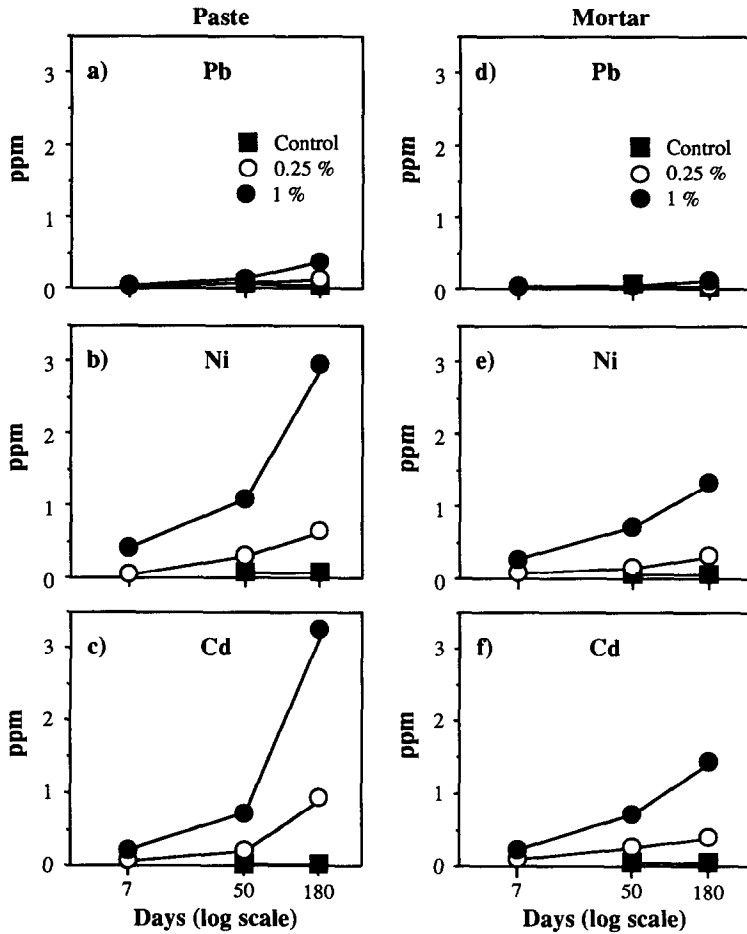 Paste
Mortar
a) Pb
ppm
3
2
1
0
Control
0.25 %
1 %
d) Pb
ppm
3
2
1
0
Control
0.25 %
1 %
b) Ni
ppm
3
2
1
0
e) Ni
ppm
3
2
1
0
c) Cd
ppm
3
2
1
0
7 50 180
Days (log scale)
f) Cd
ppm
3
2
1
0
7 50 180
Days (log scale)